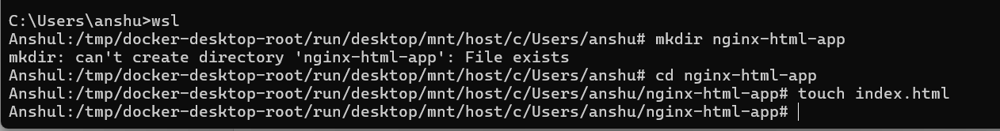 C:\Users\anshu>wsl
Anshul:/tmp/docker-desktop-root/run/desktop/mnt/host/c/Users/anshu# mkdir nginx-html-app
mkdir: can't create directory 'nginx-html-app': File exists
Anshul:/tmp/docker-desktop-root/run/desktop/mnt/host/c/Users/anshu# cd nginx-html-app
Anshul:/tmp/docker-desktop-root/run/desktop/mnt/host/c/Users/anshu/nginx-html-app# touch index.html
Anshul:/tmp/docker-desktop-root/run/desktop/mnt/host/c/Users/anshu/nginx-html-app#